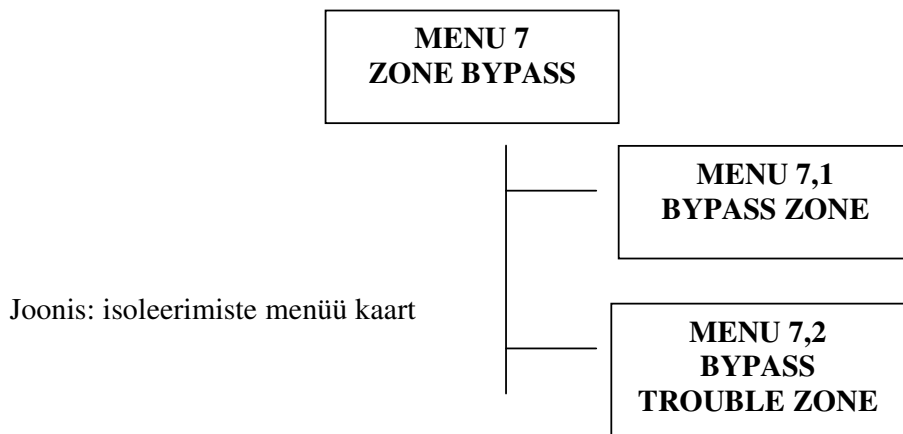 MENU 7
ZONE BYPASS
MENU 7,1
BYPASS ZONE
Joonis: isoleerimiste menüü kaart
MENU 7,2
BYPASS
TROUBLE ZONE